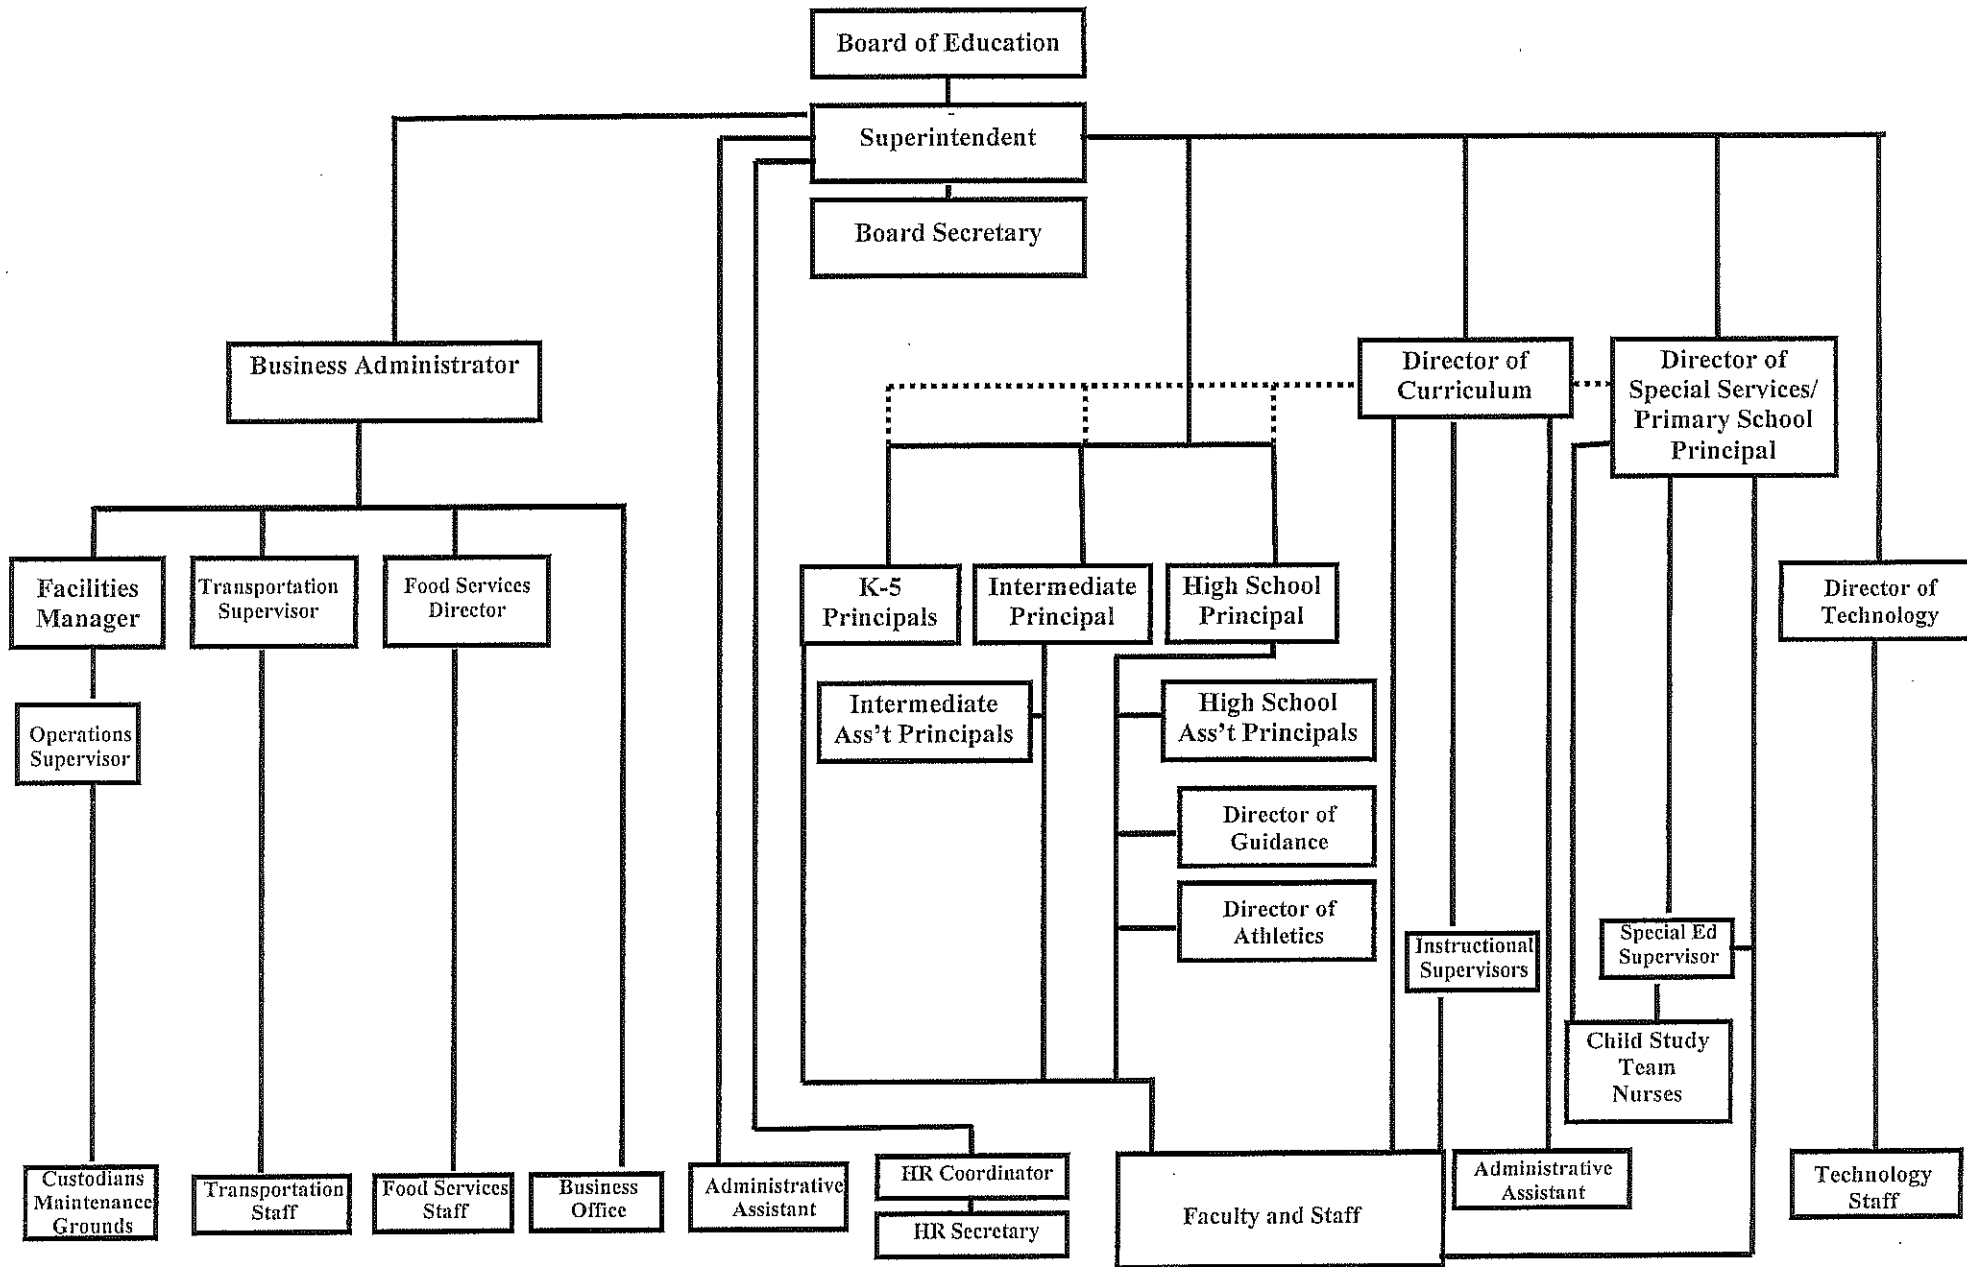 Board of Education
Superintendent
Board Secretary
Business Administrator
Director of
Curriculum
Director of
Special Services/
Primary School
Principal
Facilities
Manager
Transportation
Supervisor
Food Services
Director
K-5
Principals
Intermediate
Principal
High School
Principal
Director of
Technology
Operations
Supervisor
Intermediate
Ass't Principals
High School
Ass't Principals
Director of
Guidance
Director of
Athletics
Instructional
Supervisors
Special Ed
Supervisor
Child Study
Team
Nurses
Custodians
Maintenance
Grounds
Transportation
Staff
Food Services
Staff
Business
Office
Administrative
Assistant
HR Coordinator
HR Secretary
Faculty and Staff
Administrative
Assistant
Technology
Staff